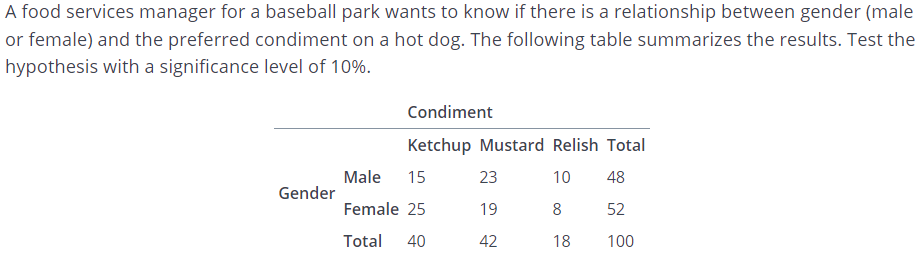 A food services manager for a baseball park wants to know if there is a relationship between gender (male
or female) and the preferred condiment on a hot dog. The following table summarizes the results. Test the
hypothesis with a significance level of 10%.
Condiment
Ketchup Mustard Relish Total
Male 15 23 10 48
Gender
Female 25 19 8 52
Total 40 42 18 100